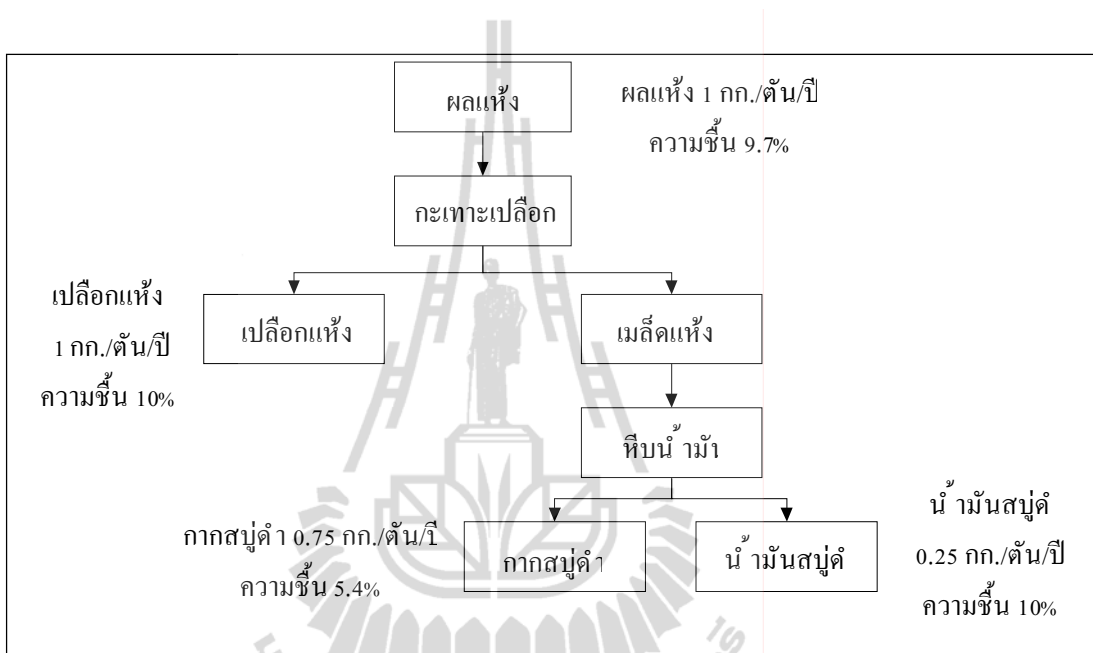 ผลแห้ง
ผลแห้ง 1 กก./ตัน/ปี
ความชื้น 9.7%
กะเทาะเปลือก
เปลือกแห้ง
1 กก./ตัน/ปี
ความชื้น 10%
เปลือกแห้ง
เมล็ดแห้ง
หีบน้ำมัน
กากสบู่ดำ 0.75 กก./ตัน/ปี
ความชื้น 5.4%
กากสบู่ดำ
น้ำมันสบู่ดำ
น้ำมันสบู่ดำ
0.25 กก./ตัน/ปี
ความชื้น 10%